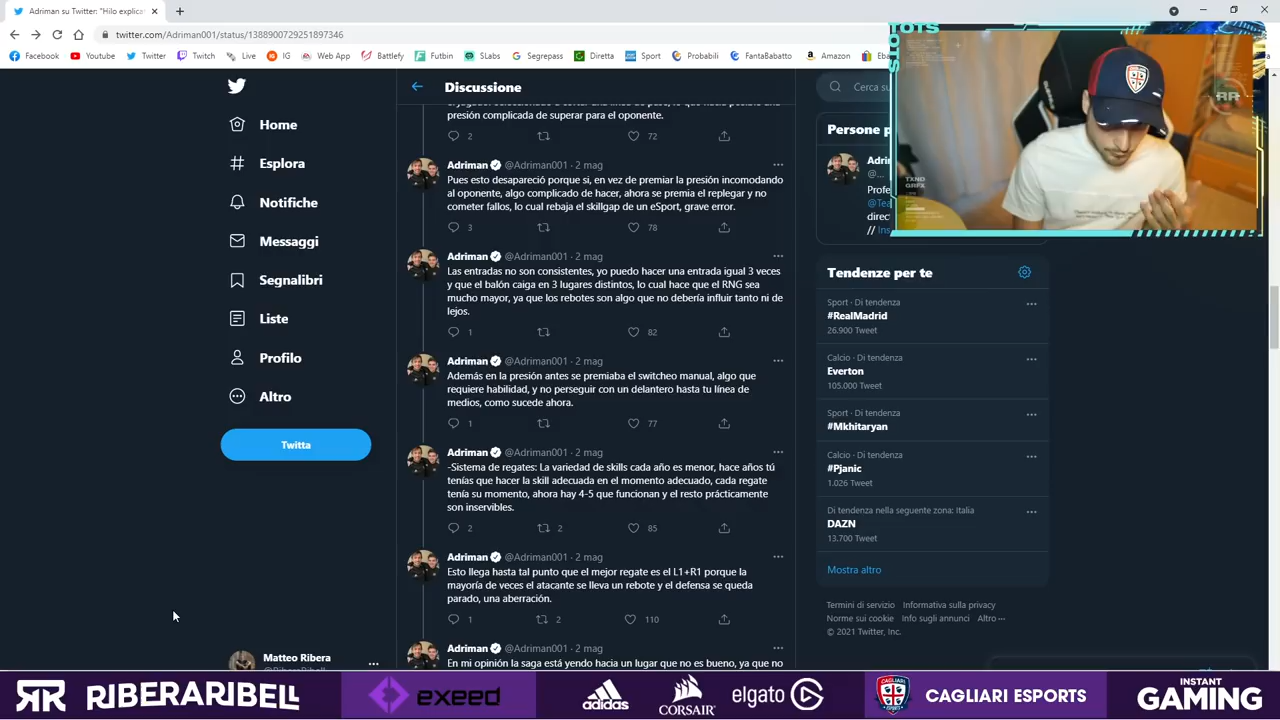 Adriman su Twitter: "Hilo explica
twitter.com/Adriman001/status/1388900729251897346
Facebook
Youtube
Twitter
Twitch
Live
IG
Web App
Battlefy
Futbin
SLabs
Segrepass
Diretta
Sport
Probabili
FantaBabatto
Amazon
Home
Esplora
Notifiche
Messaggi
Segnalibri
Liste
Profilo
Altro
Twitta
Matteo Ribera
Discussione
presión complicada de superar para el oponente.
2 72
Adriman @Adriman001 · 2 mag
Pues esto desapareció porque si, en vez de premiar la presión incomodando
al oponente, algo complicado de hacer, ahora se premia el replegar y no
cometer fallos, lo cual rebaja el skillgap de un eSport, grave error.
3 78
Adriman @Adriman001 · 2 mag
Las entradas no son consistentes, yo puedo hacer una entrada igual 3 veces
y que el balón caiga en 3 lugares distintos, lo cual hace que el RNG sea
mucho mayor, ya que los rebotes son algo que no debería influir tanto ni de
lejos.
1 82
Adriman @Adriman001 · 2 mag
Además en la presión antes se premiaba el switcheo manual, algo que
requiere habilidad, y no perseguir con un delantero hasta tu línea de
medios, como sucede ahora.
1 77
Adriman @Adriman001 · 2 mag
-Sistema de regates: La variedad de skills cada año es menor, hace años tú
tenías que hacer la skill adecuada en el momento adecuado, cada regate
tenía su momento, ahora hay 4-5 que funcionan y el resto prácticamente
son inservibles.
2 2 85
Adriman @Adriman001 · 2 mag
Esto llega hasta tal punto que el mejor regate es el L1+R1 porque la
mayoría de veces el atacante se lleva un rebote y el defensa se queda
parado, una aberración.
1 2 110
Adriman @Adriman001 · 2 mag
En mi opinión la saga está yendo hacia un lugar que no es bueno, ya que no
Cerca su
Persone p
Adri
@...
Profe
@Tea
direc
// Ins
Tendenze per te
Sport · Di tendenza
#RealMadrid
26.900 Tweet
Calcio · Di tendenza
Everton
105.000 Tweet
Sport · Di tendenza
#Mkhitaryan
Calcio · Di tendenza
#Pjanic
1.026 Tweet
Di tendenza nella seguente zona: Italia
DAZN
13.700 Tweet
Mostra altro
Termini di servizio Informativa sulla privacy
Norme sui cookie Info sugli annunci Altro ···
© 2021 Twitter, Inc.
TOTS
RR
TXND
GRFX
RIBERARIBELL
exeed
adidas
CORSAIR
elgato
CAGLIARI ESPORTS
INSTANT
GAMING